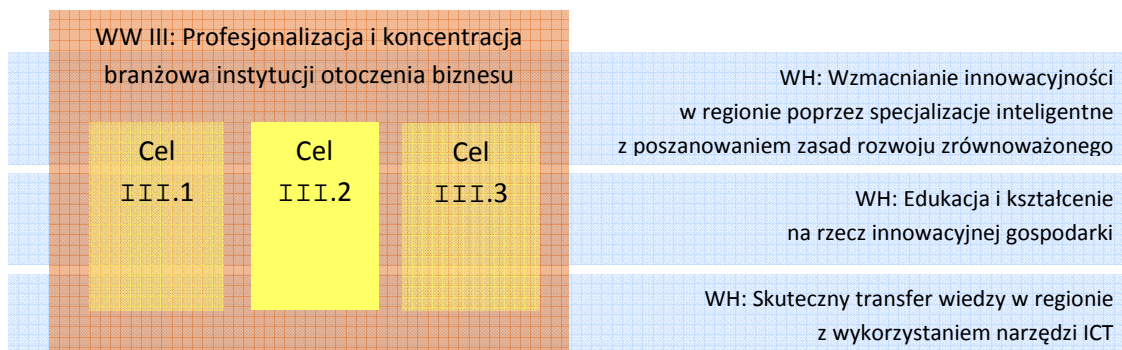 WW III: Profesjonalizacja i koncentracja
branżowa instytucji otoczenia biznesu
Cel
III.1
Cel
III.2
Cel
III.3
WH: Wzmacnianie innowacyjności
w regionie poprzez specjalizacje inteligentne
z poszanowaniem zasad rozwoju zrównoważonego
WH: Edukacja i kształcenie
na rzecz innowacyjnej gospodarki
WH: Skuteczny transfer wiedzy w regionie
z wykorzystaniem narzędzi ICT